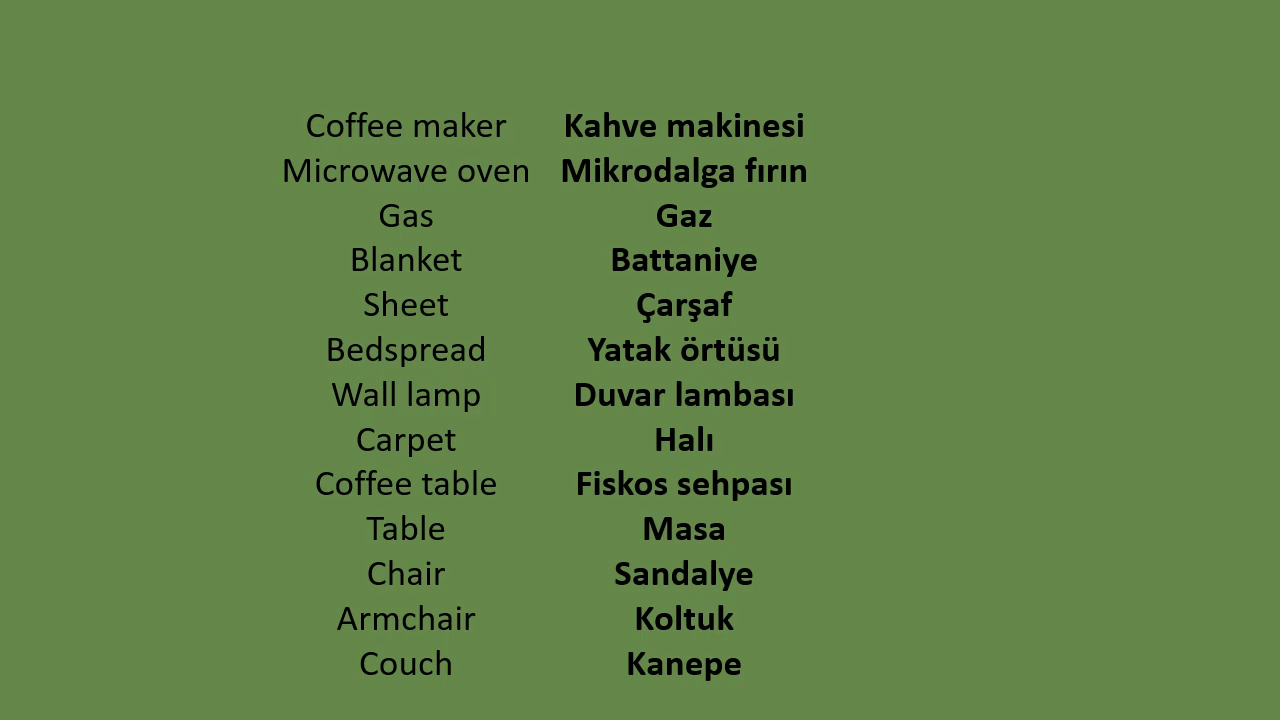 Coffee maker Kahve makinesi
Microwave oven Mikrodalga fırın
Gas Gaz
Blanket Battaniye
Sheet Çarşaf
Bedspread Yatak örtüsü
Wall lamp Duvar lambası
Carpet Halı
Coffee table Fiskos sehpası
Table Masa
Chair Sandalye
Armchair Koltuk
Couch Kanepe